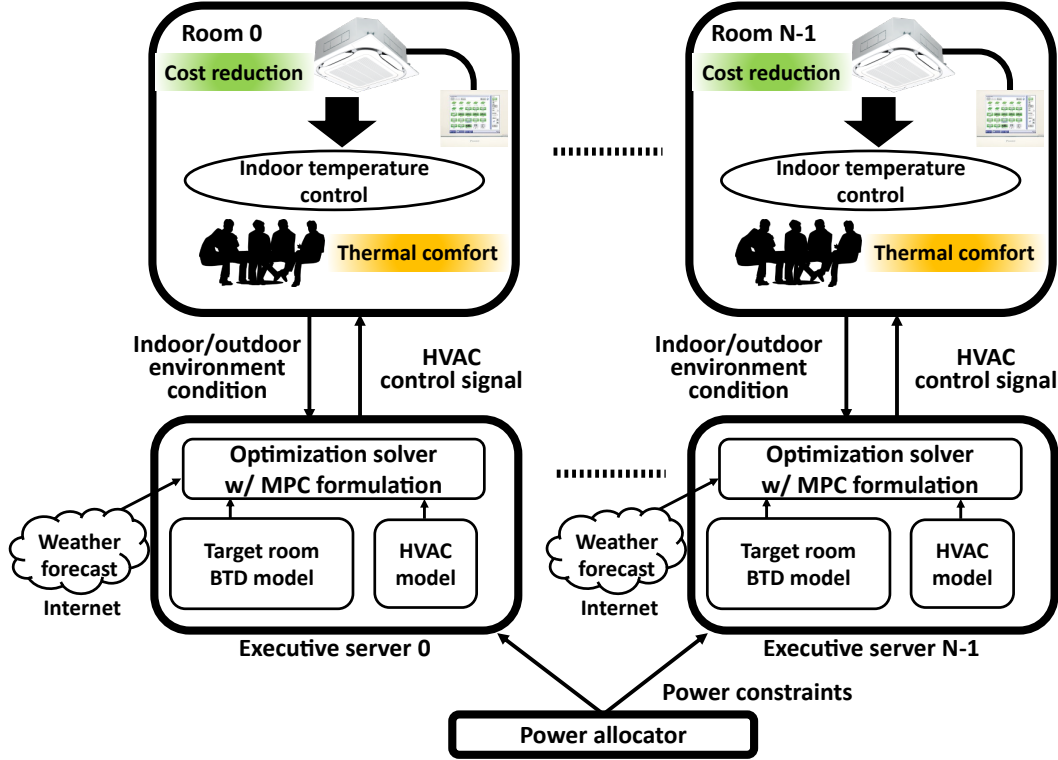 Room 0
Cost reduction
Indoor temperature
control
Thermal comfort
Room N-1
Cost reduction
Indoor temperature
control
Thermal comfort
Indoor/outdoor
environment
condition
HVAC
control signal
Indoor/outdoor
environment
condition
HVAC
control signal
Optimization solver
w/ MPC formulation
Weather
forecast
Internet
Target room
BTD model
HVAC
model
Executive server 0
Optimization solver
w/ MPC formulation
Weather
forecast
Internet
Target room
BTD model
HVAC
model
Executive server N-1
Power constraints
Power allocator